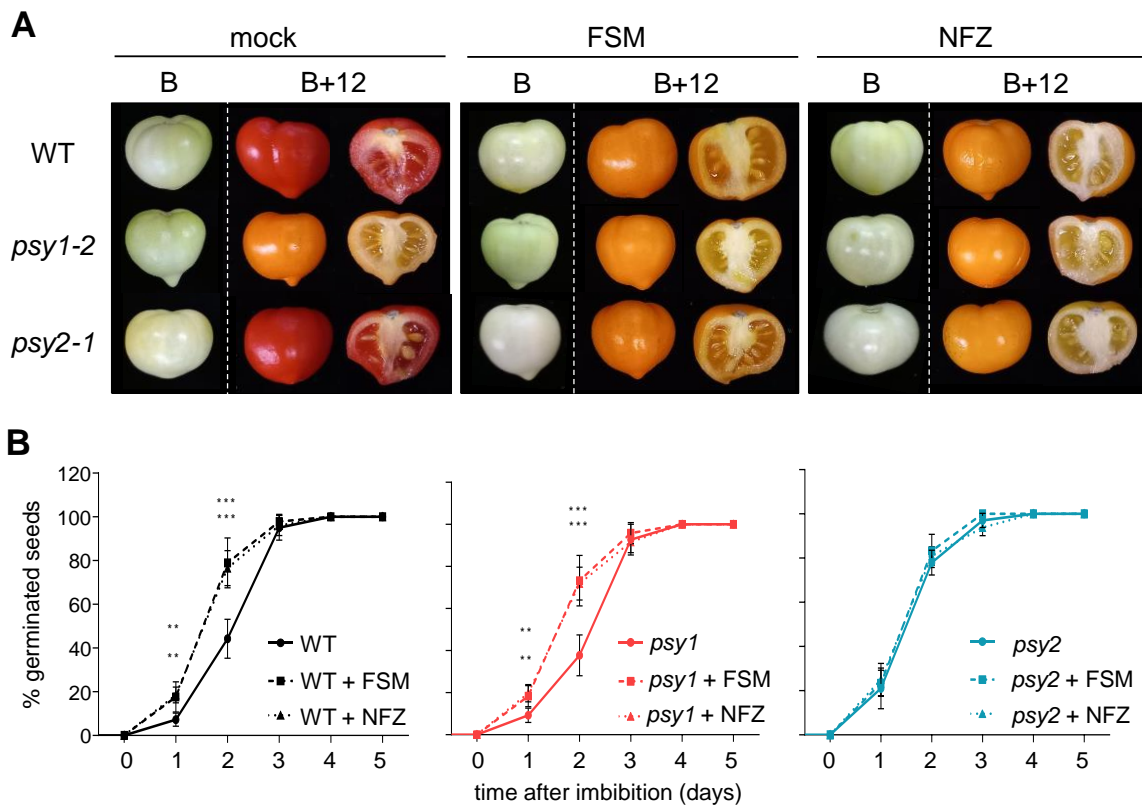 A
mock FSM NFZ
B B+12 B B+12 B B+12
WT
psy1-2
psy2-1
B
% germinated seeds
120
100
80
60
40
20
0
*** 
***
**
**
WT
WT + FSM
WT + NFZ
0 1 2 3 4 5
***
***
**
**
psy1
psy1 + FSM
psy1 + NFZ
0 1 2 3 4 5
psy2
psy2 + FSM
psy2 + NFZ
0 1 2 3 4 5
time after imbibition (days)